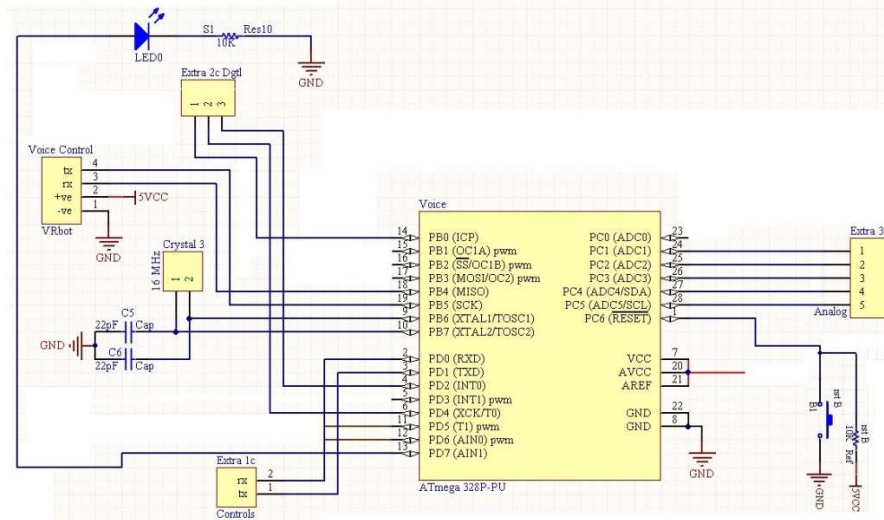 S1 Res10
10K
LED0
GND
Extra 2c Dgtl
1 2 3
Voice Control
tx 4
rx 3
+ve 2
-ve 1
5VCC
VRbot
GND
Crystal 3
16 MHz
1 2
C5
22pF Cap
GND
C6
22pF Cap
Voice
14 PB0 (ICP)
15 PB1 (OC1A) pwm
16 PB2 (SS/OC1B) pwm
17 PB3 (MOSI/OC2) pwm
18 PB4 (MISO)
19 PB5 (SCK)
9 PB6 (XTAL1/TOSC1)
10 PB7 (XTAL2/TOSC2)
2 PD0 (RXD)
3 PD1 (TXD)
4 PD2 (INT0)
5 PD3 (INT1) pwm
6 PD4 (XCK/T0)
11 PD5 (T1) pwm
12 PD6 (AIN0) pwm
13 PD7 (AIN1)
PC0 (ADC0) 23
PC1 (ADC1) 24
PC2 (ADC2) 25
PC3 (ADC3) 26
PC4 (ADC4/SDA) 27
PC5 (ADC5/SCL) 28
PC6 (RESET) 1
VCC 7
AVCC 20
AREF 21
GND 22
GND 8
ATmega 328P-PU
GND
Extra 3
1
2
3
4
5
Analog
rst B
B1
GND
rst B
10K Ref
5VCC
Extra 1c
rx 2
tx 1
Controls